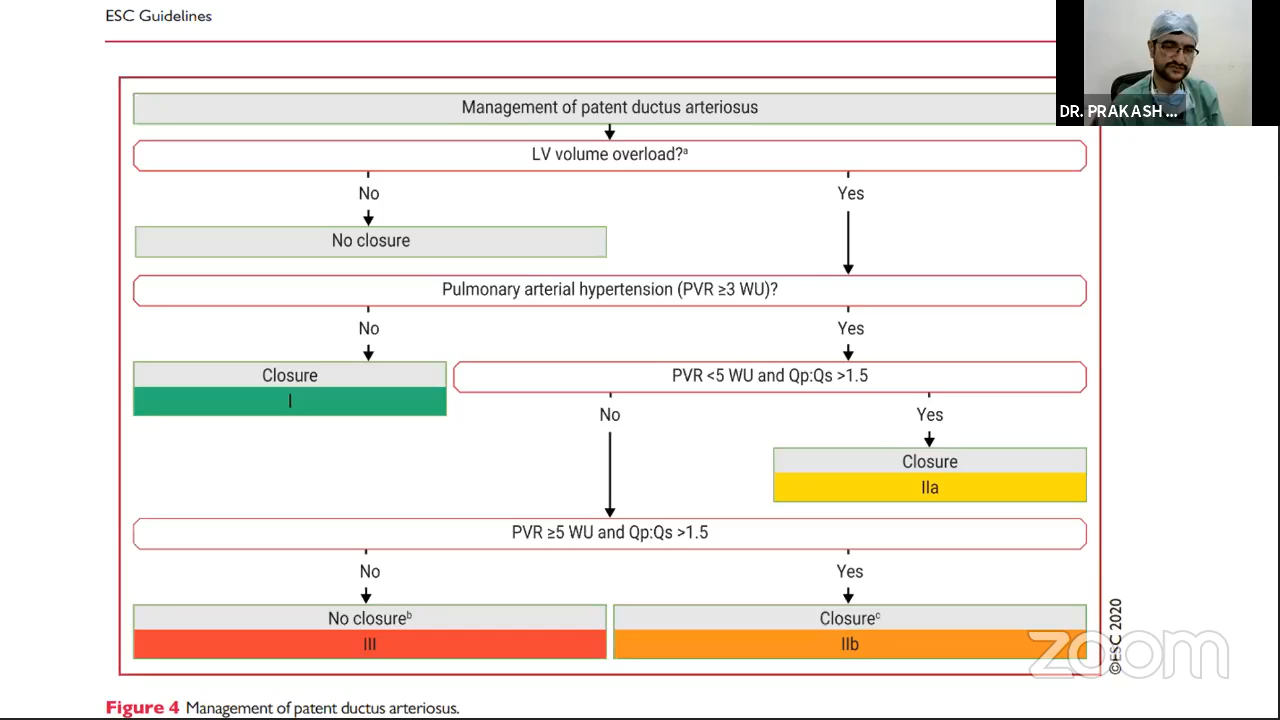 ESC Guidelines
DR. PRAKASH ...
Management of patent ductus arteriosus
LV volume overload?ª
No
Yes
No closure
Pulmonary arterial hypertension (PVR ≥3 WU)?
No
Yes
Closure
I
PVR <5 WU and Qp:Qs >1.5
No
Yes
Closure
IIa
PVR ≥5 WU and Qp:Qs >1.5
No
Yes
No closureᵇ
III
Closureᶜ
IIb
©ESC 2020
zoom
Figure 4 Management of patent ductus arteriosus.